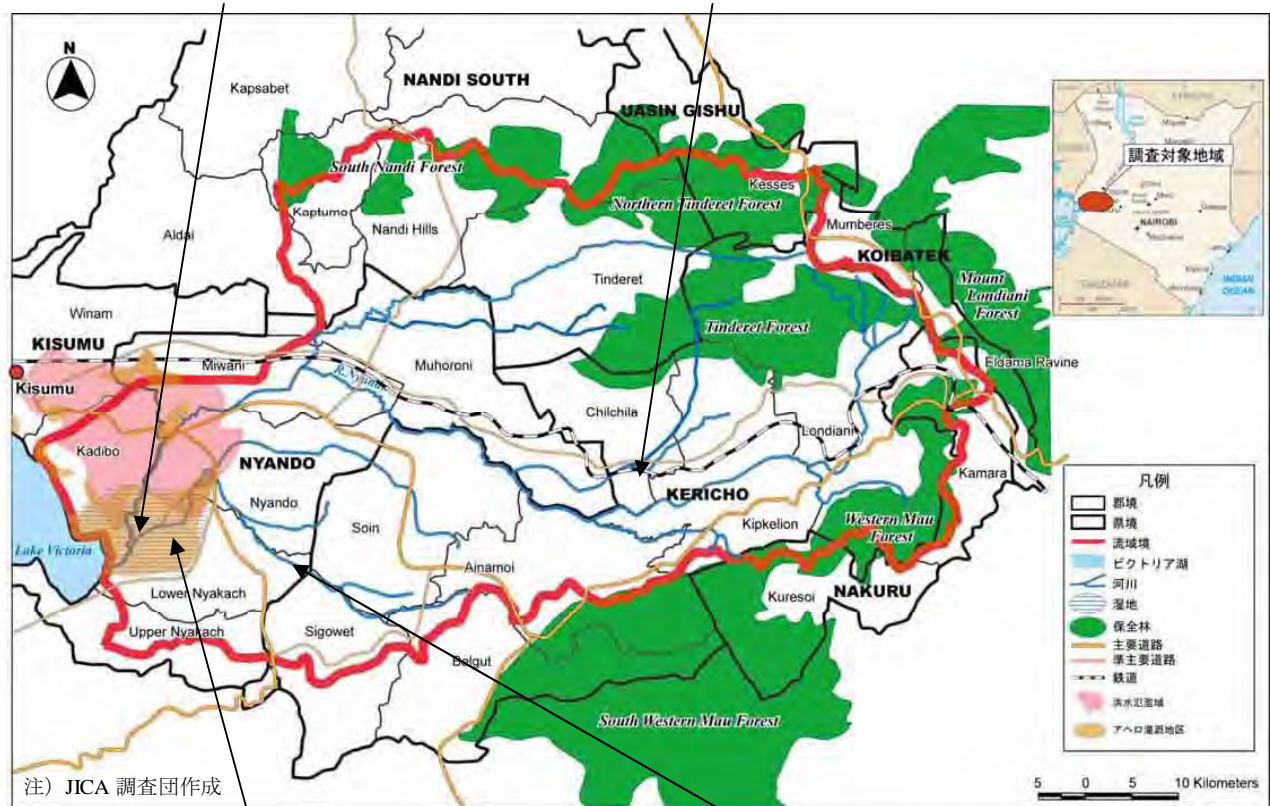 N
NANDI SOUTH
Kapsabet
UASIN GISHU
South Nandi Forest
Kesses
Northern Tinderet Forest
Kaptumo
Nandi Hills
Aldai
Mumberes
KOIBATEK
Tinderet
Mount
Londiani
Forest
Winam
Tinderet Forest
KISUMU
Miwani
Muhoroni
Eldama Ravine
Kisumu
Chilchila
Londiani
Kadibo
NYANDO
Nyando
KERICHO
Kamara
Soin
Kipkelion
Western Mau
Forest
Lake Victoria
Ainamoi
Lower Nyakach
Kuresoi
NAKURU
Upper Nyakach
Sigowet
Belgut
South Western Mau Forest
注）JICA 調査団作成
調査対象地域
NAIROBI
TANZANIA
INDIAN
OCEAN
凡例
郡境
県境
流域境
ビクトリア湖
河川
湿地
保全林
主要道路
準主要道路
鉄道
洪水氾濫域
アヘロ灌漑地区
5 0 5 10 Kilometers